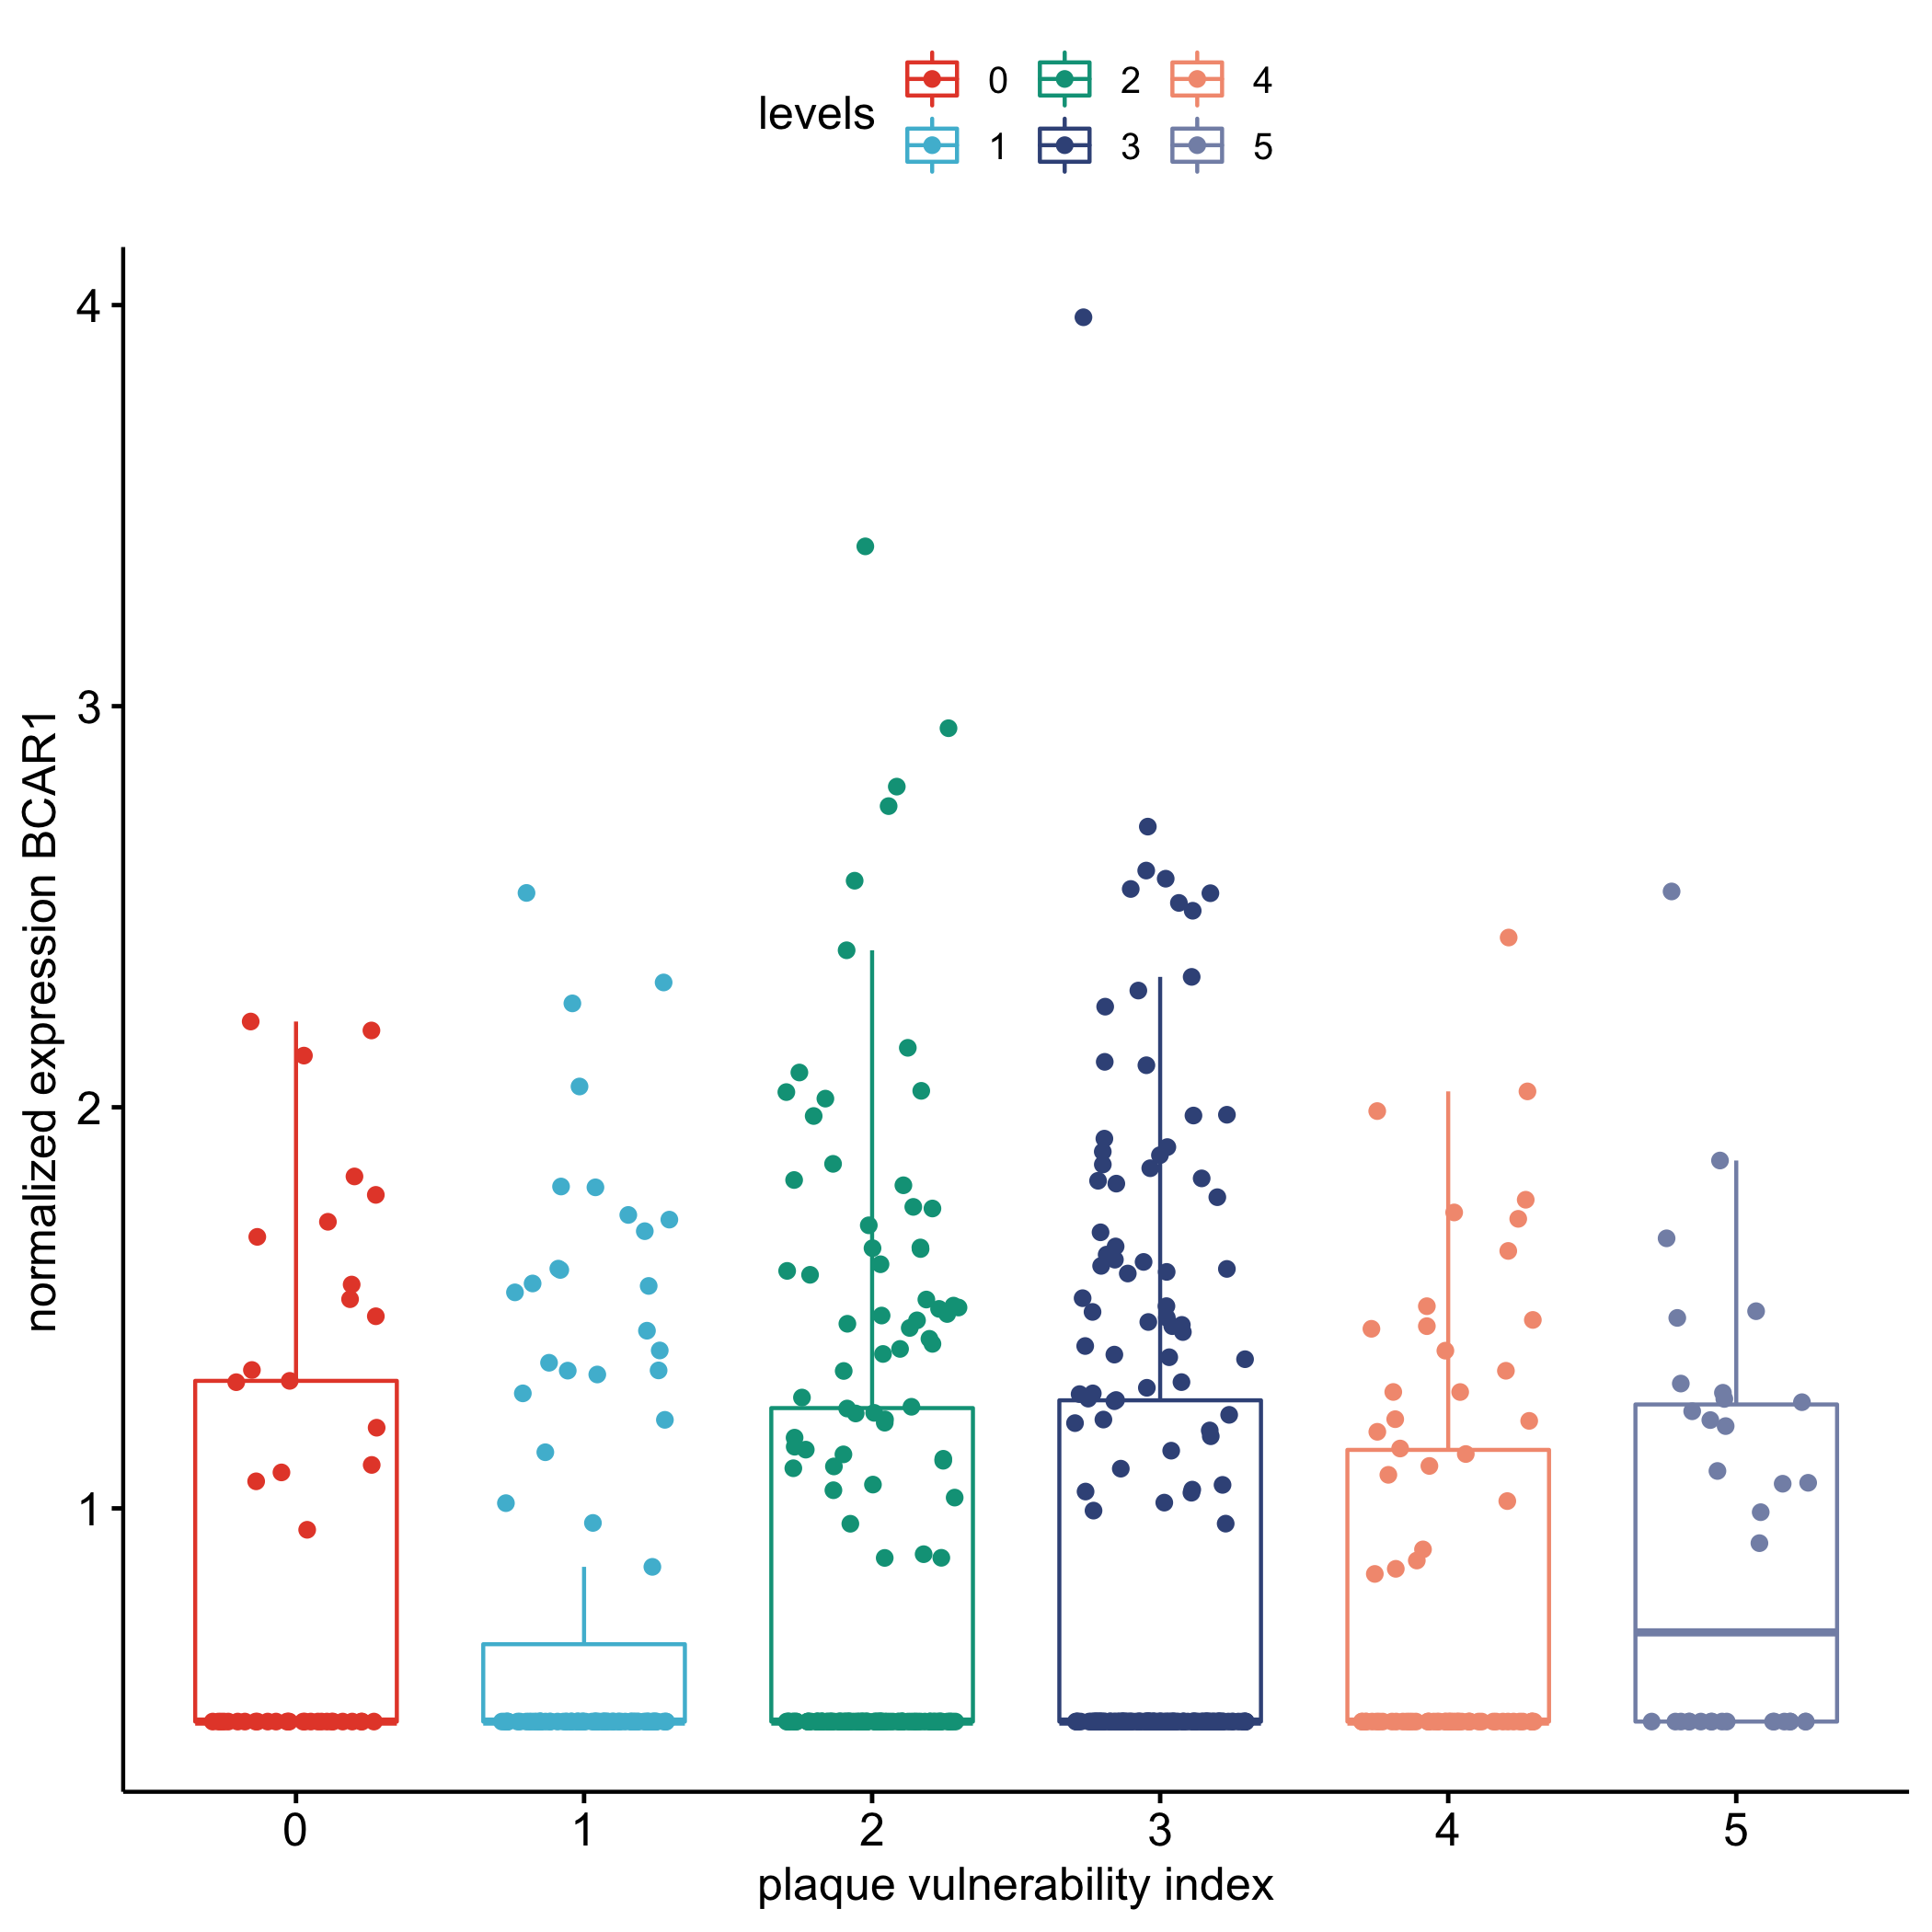 levels
0 2 4
1 3 5
normalized expression BCAR1
4
3
2
1
0 1 2 3 4 5
plaque vulnerability index